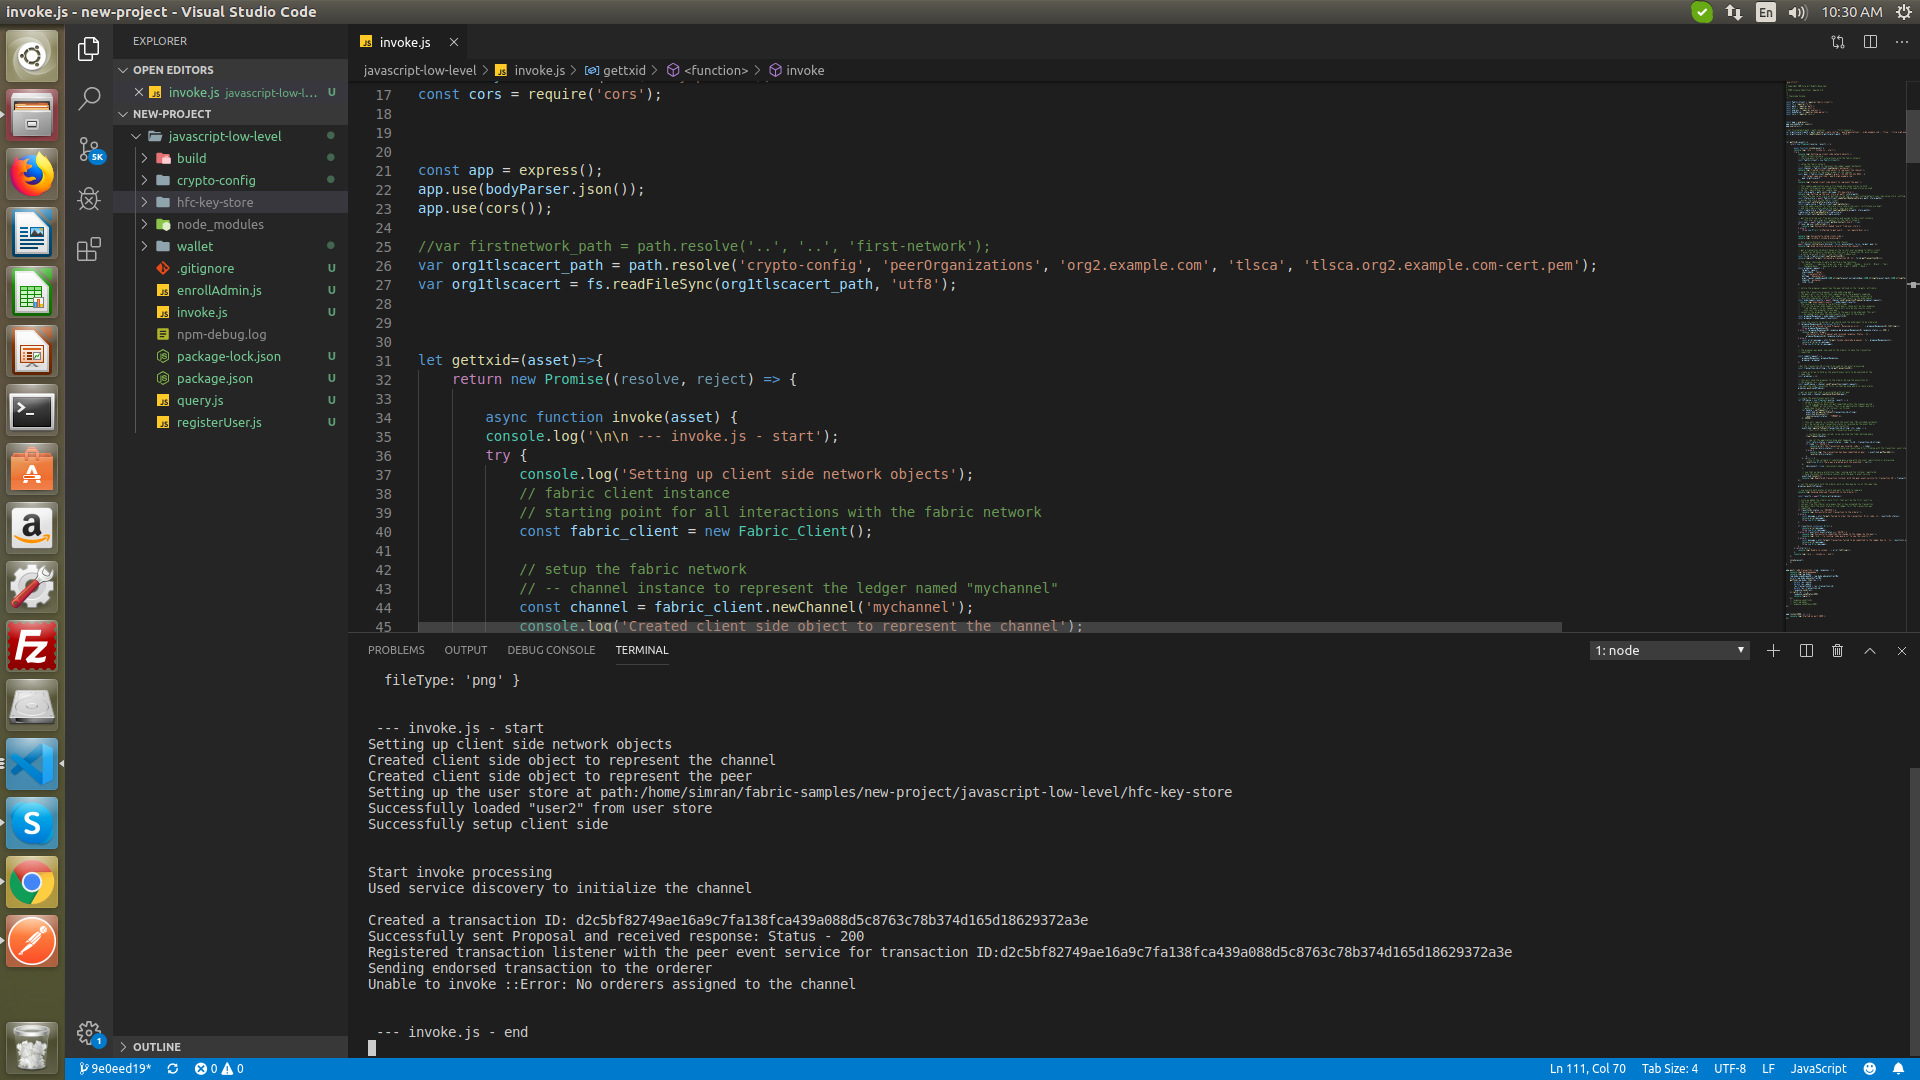 invoke.js - new-project - Visual Studio Code
En
10:30 AM
EXPLORER
OPEN EDITORS
invoke.js javascript-low-l... U
NEW-PROJECT
javascript-low-level
build
crypto-config
hfc-key-store
node_modules
wallet
.gitignore U
enrollAdmin.js U
invoke.js U
npm-debug.log
package-lock.json U
package.json U
query.js U
registerUser.js U
OUTLINE
5K
1
invoke.js
javascript-low-level > invoke.js > gettxid > <function> > invoke
17 const cors = require('cors');
18
19
20
21 const app = express();
22 app.use(bodyParser.json());
23 app.use(cors());
24
25 //var firstnetwork_path = path.resolve('..', '..', 'first-network');
26 var org1tlscacert_path = path.resolve('crypto-config', 'peerOrganizations', 'org2.example.com', 'tlsca', 'tlsca.org2.example.com-cert.pem');
27 var org1tlscacert = fs.readFileSync(org1tlscacert_path, 'utf8');
28
29
30
31 let gettxid=(asset)=>{
32 return new Promise((resolve, reject) => {
33
34 async function invoke(asset) {
35 console.log('\n\n --- invoke.js - start');
36 try {
37 console.log('Setting up client side network objects');
38 // fabric client instance
39 // starting point for all interactions with the fabric network
40 const fabric_client = new Fabric_Client();
41
42 // setup the fabric network
43 // -- channel instance to represent the ledger named "mychannel"
44 const channel = fabric_client.newChannel('mychannel');
45 console.log('Created client side object to represent the channel');
PROBLEMS OUTPUT DEBUG CONSOLE TERMINAL 1: node
fileType: 'png' }
--- invoke.js - start
Setting up client side network objects
Created client side object to represent the channel
Created client side object to represent the peer
Setting up the user store at path:/home/simran/fabric-samples/new-project/javascript-low-level/hfc-key-store
Successfully loaded "user2" from user store
Successfully setup client side
Start invoke processing
Used service discovery to initialize the channel
Created a transaction ID: d2c5bf82749ae16a9c7fa138fca439a088d5c8763c78b374d165d18629372a3e
Successfully sent Proposal and received response: Status - 200
Registered transaction listener with the peer event service for transaction ID:d2c5bf82749ae16a9c7fa138fca439a088d5c8763c78b374d165d18629372a3e
Sending endorsed transaction to the orderer
Unable to invoke ::Error: No orderers assigned to the channel
--- invoke.js - end
9e0eed19* 0 0 Ln 111, Col 70 Tab Size: 4 UTF-8 LF JavaScript